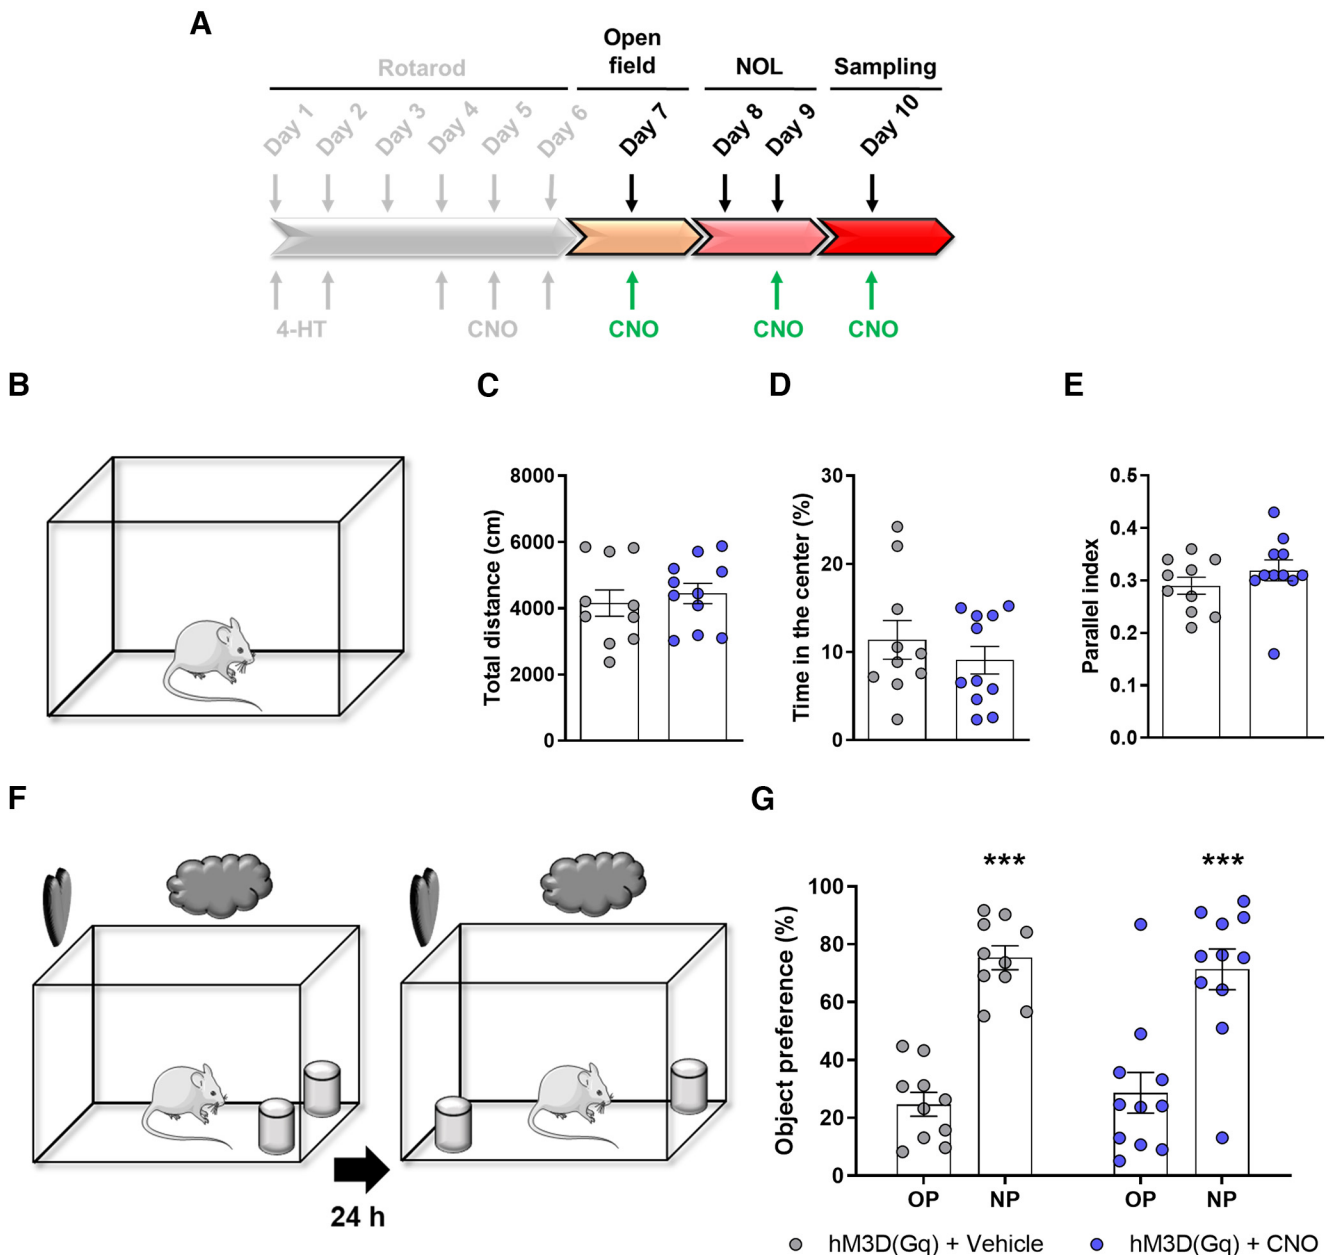 A
Rotarod
Open
field
NOL
Sampling
Day 1
Day 2
Day 3
Day 4
Day 5
Day 6
Day 7
Day 8
Day 9
Day 10
4-HT
CNO
CNO
CNO
CNO
B
C
Total distance (cm)
8000
6000
4000
2000
0
D
Time in the center (%)
30
20
10
0
E
Parallel index
0.5
0.4
0.3
0.2
0.1
0.0
F
24 h
G
Object preference (%)
100
80
60
40
20
0
***
***
OP
NP
OP
NP
hM3D(Gq) + Vehicle
hM3D(Gq) + CNO